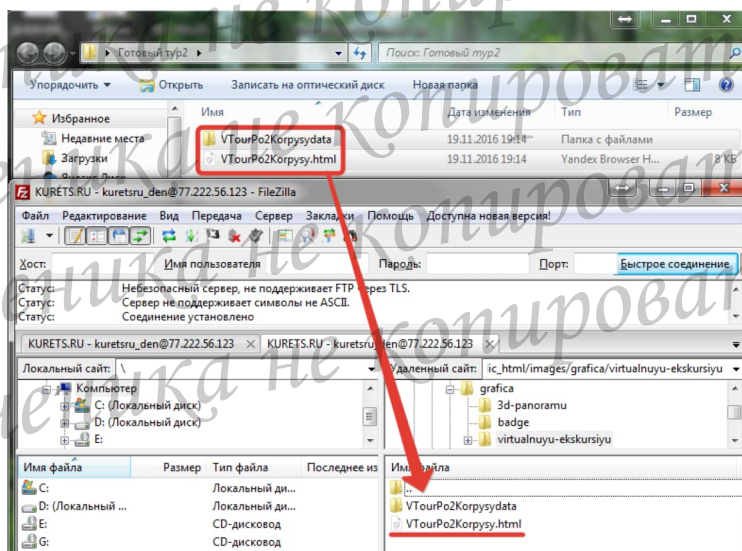 Готовый тур2
Поиск: Готовый тур2
Упорядочить
Открыть
Записать на оптический диск
Новая папка
Избранное
Недавние места
Загрузки
Яндекс.Диск
Имя
Дата изменения
Тип
Размер
VTourPo2Korpysydata
19.11.2016 19:14
Папка с файлами
VTourPo2Korpysy.html
19.11.2016 19:14
Yandex Browser H...
8 КБ
KURETS.RU - kuretsru_den@77.222.56.123 - FileZilla
Файл Редактирование Вид Передача Сервер Закладки Помощь Доступна новая версия!
Хост: Имя пользователя Пароль: Порт: Быстрое соединение
Статус: Небезопасный сервер, не поддерживает FTP через TLS.
Статус: Сервер не поддерживает символы не ASCII.
Статус: Соединение установлено
KURETS.RU - kuretsru_den@77.222.56.123
KURETS.RU - kuretsru_den@77.222.56.123
Локальный сайт: \
Компьютер
C: (Локальный диск)
D: (Локальный диск)
E:
Удаленный сайт: ic_html/images/grafica/virtualnuyu-ekskursiyu
grafica
3d-panoramu
badge
virtualnuyu-ekskursiyu
Имя файла Размер Тип файла Последнее из
C: Локальный ди...
D: (Локальный ... Локальный ди...
E: CD-дисковод
G: CD-дисковод
Имя файла
..
VTourPo2Korpysydata
VTourPo2Korpysy.html
не копировать